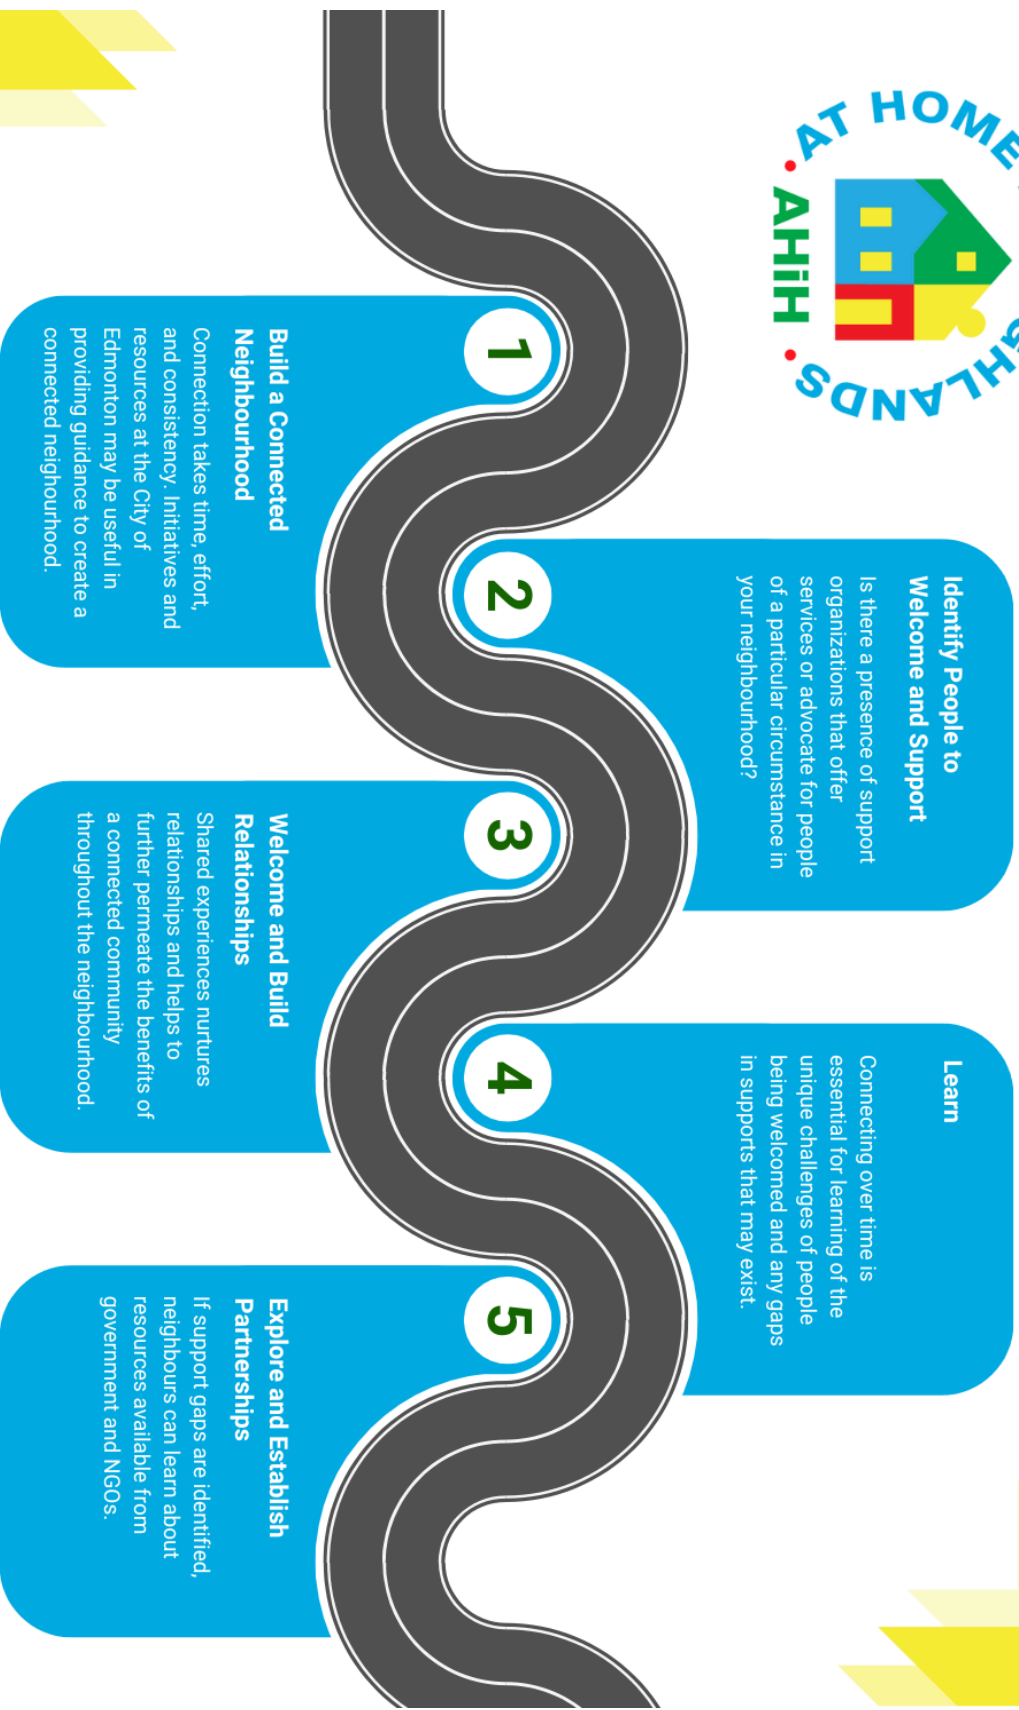 AT HOME
HLANDS
• AHiH •
1
Build a Connected
Neighbourhood
Connection takes time, effort,
and consistency. Initiatives and
resources at the City of
Edmonton may be useful in
providing guidance to create a
connected neighourhood.
2
Identify People to
Welcome and Support
Is there a presence of support
organizations that offer
services or advocate for people
of a particular circumstance in
your neighbourhood?
3
Welcome and Build
Relationships
Shared experiences nurtures
relationships and helps to
further permeate the benefits of
a connected community
throughout the neighbourhood.
4
Learn
Connecting over time is
essential for learning of the
unique challenges of people
being welcomed and any gaps
in supports that may exist.
5
Explore and Establish
Partnerships
If support gaps are identified,
neighbours can learn about
resources available from
government and NGOs.